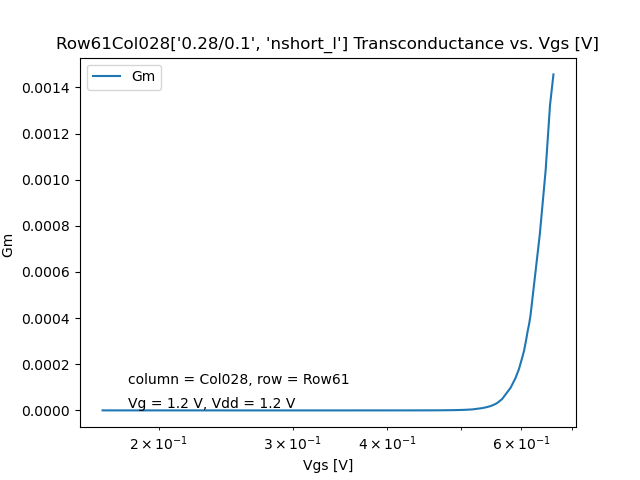 Row61Col028['0.28/0.1', 'nshort_l'] Transconductance vs. Vgs [V]
Gm
0.0014
0.0012
0.0010
0.0008
0.0006
0.0004
0.0002
0.0000
Gm
column = Col028, row = Row61
Vg = 1.2 V, Vdd = 1.2 V
2 × 10⁻¹ 3 × 10⁻¹ 4 × 10⁻¹ 6 × 10⁻¹
Vgs [V]